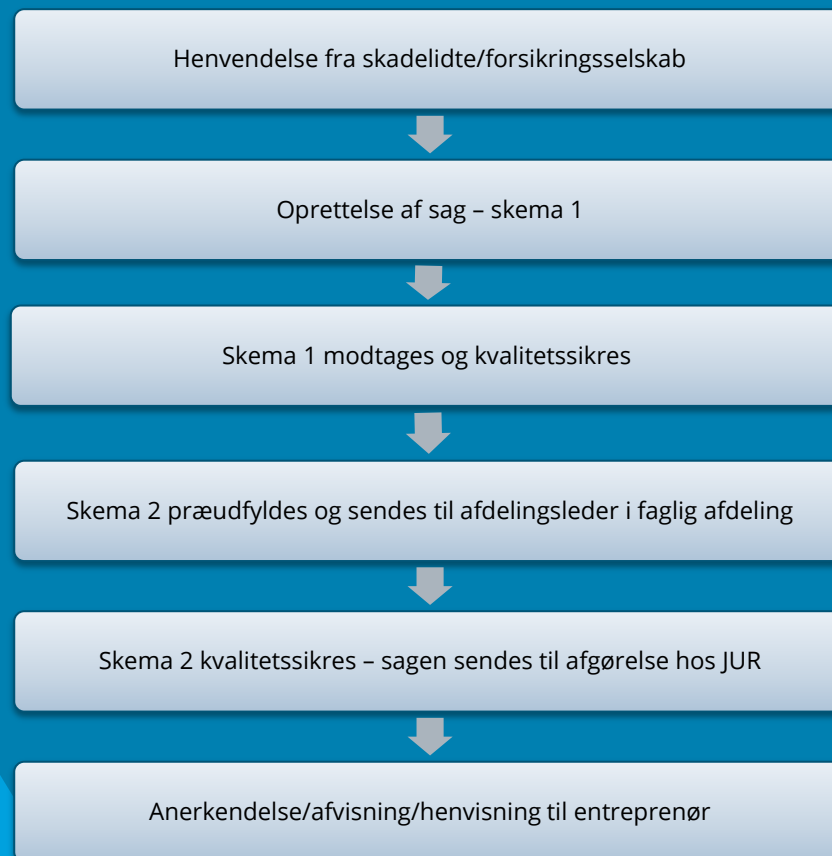 Henvendelse fra skadelidte/forsikringsselskab
Oprettelse af sag – skema 1
Skema 1 modtages og kvalitetssikres
Skema 2 præudfyldes og sendes til afdelingsleder i faglig afdeling
Skema 2 kvalitetssikres – sagen sendes til afgørelse hos JUR
Anerkendelse/afvisning/henvisning til entreprenør